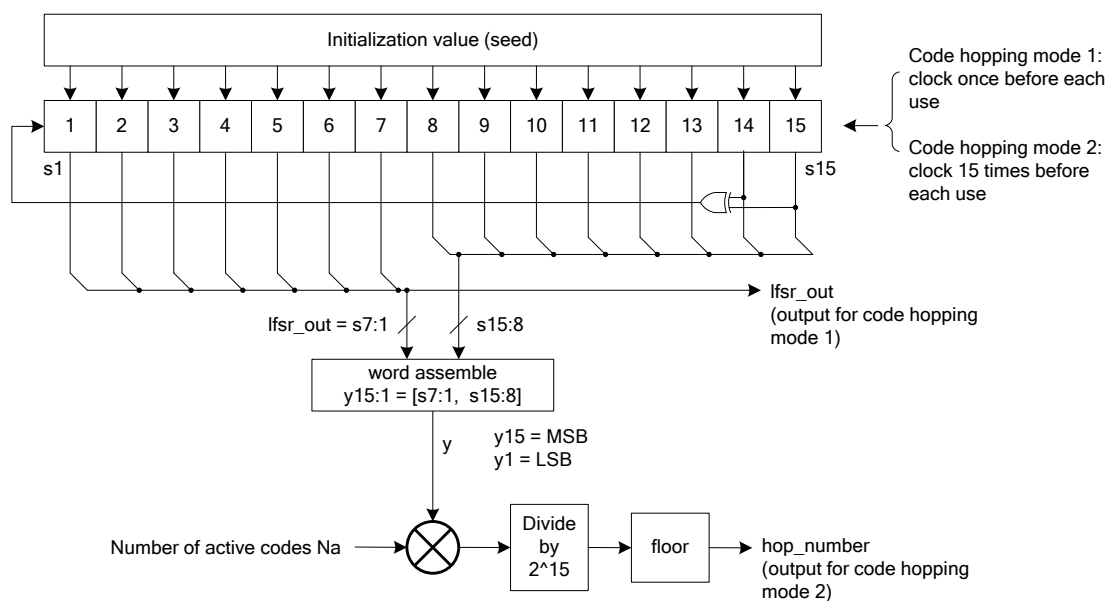 Initialization value (seed)
Code hopping mode 1:
clock once before each
use
1 2 3 4 5 6 7 8 9 10 11 12 13 14 15
s1
s15
Code hopping mode 2:
clock 15 times before
each use
lfsr_out
(output for code hopping
mode 1)
lfsr_out = s7:1
s15:8
word assemble
y15:1 = [s7:1, s15:8]
y
y15 = MSB
y1 = LSB
Number of active codes Na
Divide
by
2^15
floor
hop_number
(output for code hopping
mode 2)